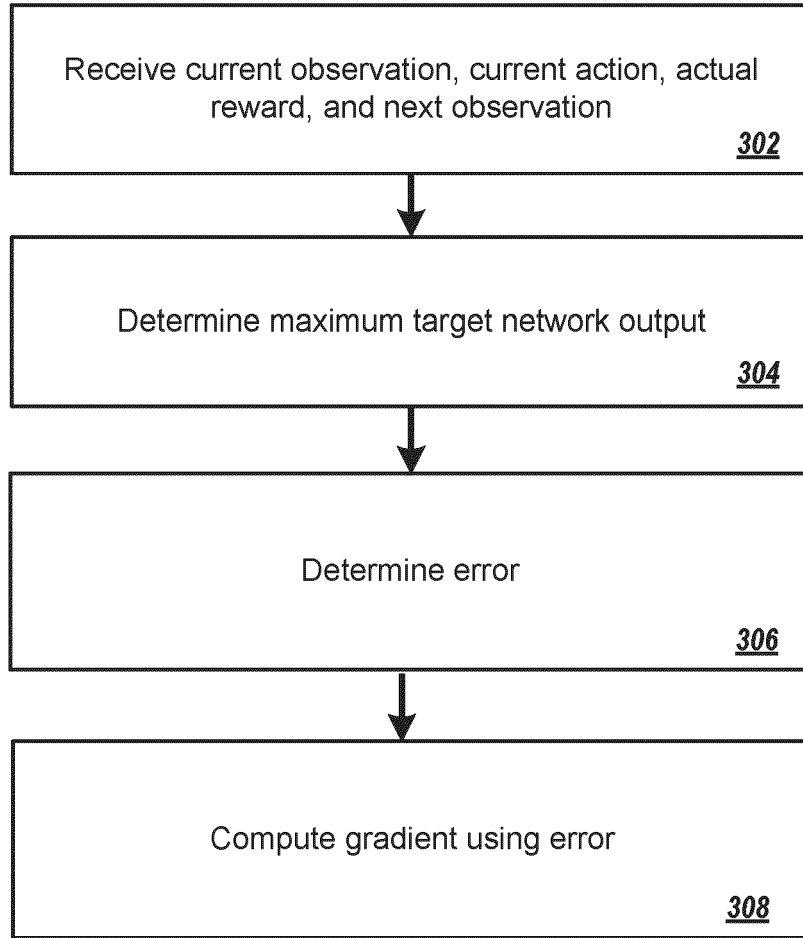 Receive current observation, current action, actual
reward, and next observation
302
Determine maximum target network output
304
Determine error
306
Compute gradient using error
308